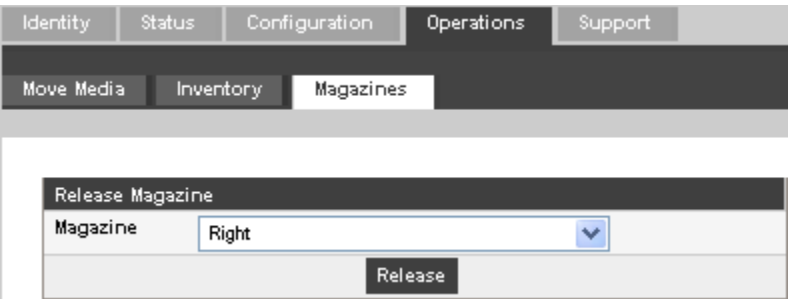 Identity Status Configuration Operations Support
Move Media Inventory Magazines
Release Magazine
Magazine Right
Release